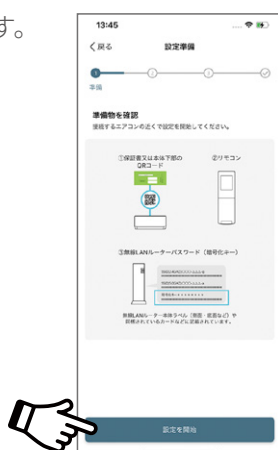 す。
13:45
戻る
設定準備
1
2
3
準備
準備物を確認
接続するエアコンの近くで設定を開始してください。
①保証書又は本体下部の
QRコード
②リモコン
③無線LANルーターパスワード（暗号化キー）
無線LANルーター本体ラベル（側面・底面など）や
同梱されているカードなどに記載されています。
設定を開始